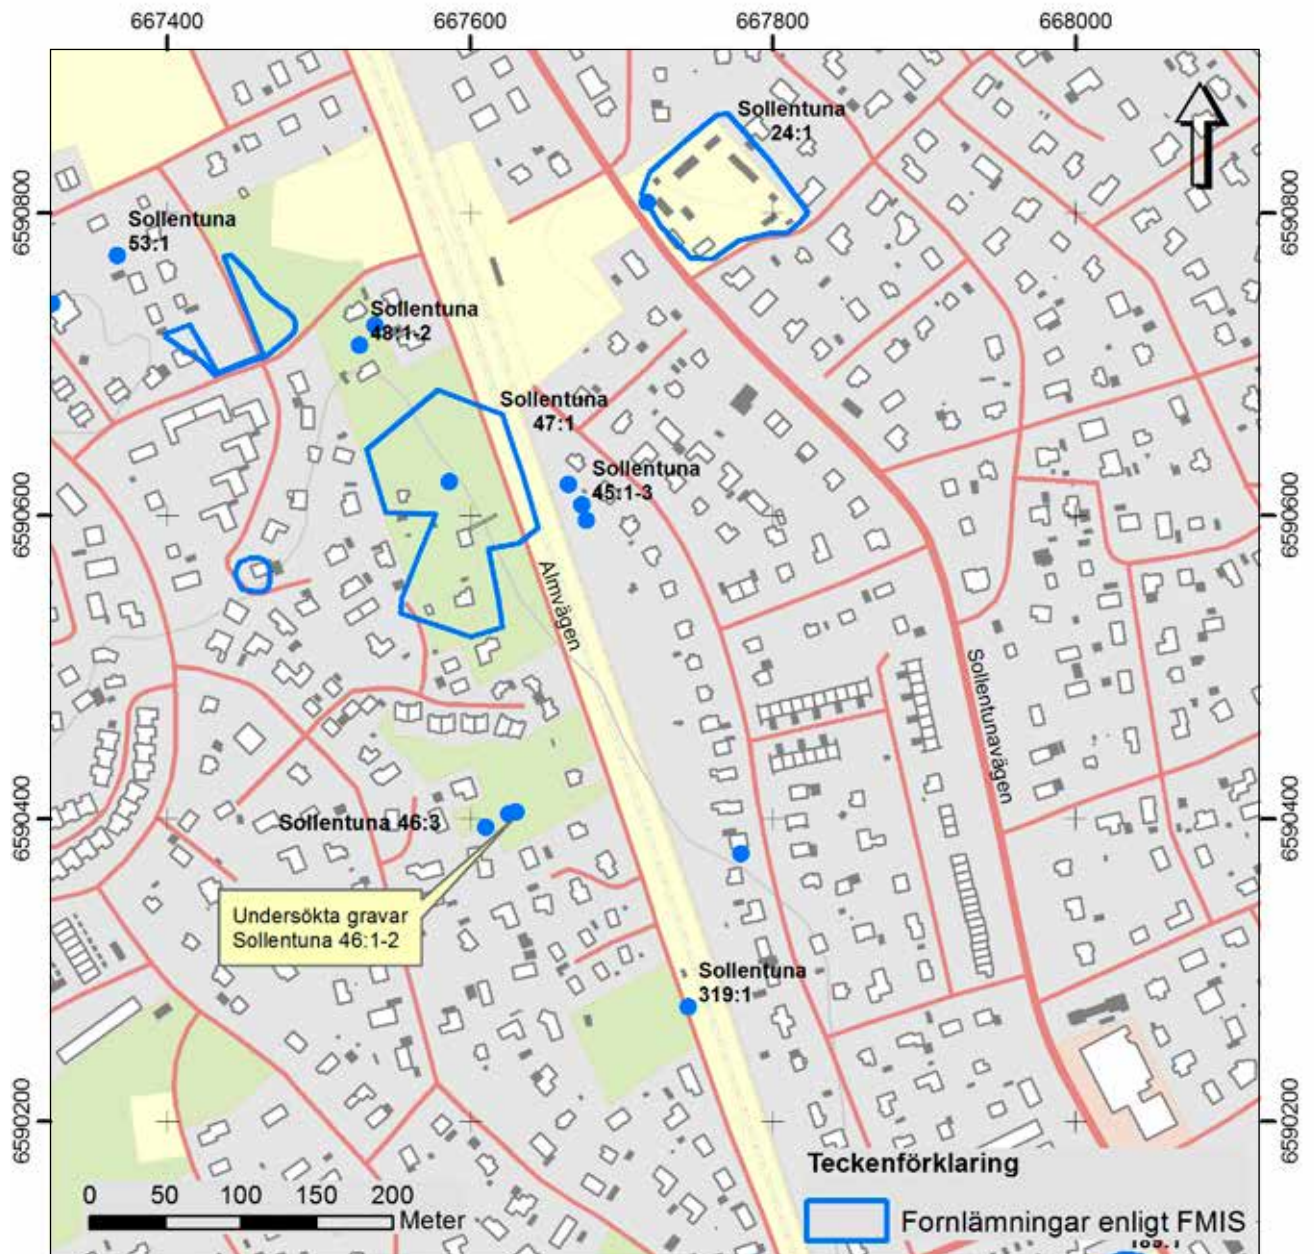 667400
667600
667800
668000
Sollentuna
24:1
6590800
6590800
Sollentuna
53:1
Sollentuna
48:1-2
Sollentuna
47:1
Sollentuna
45:1-3
6590600
6590600
Almvägen
Sollentunavägen
6590400
6590400
Sollentuna 46:3
Undersökta gravar
Sollentuna 46:1-2
Sollentuna
319:1
6590200
6590200
Teckenförklaring
0 50 100 150 200
Meter
Fornlämningar enligt FMIS